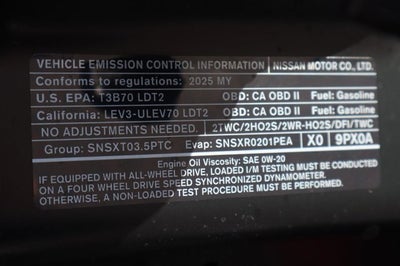 VEHICLE EMISSION CONTROL INFORMATION NISSAN MOTOR CO., LTD.
Conforms to regulations: 2025 MY
U.S. EPA: T3B70 LDT2 OBD: CA OBD II Fuel: Gasoline
California: LEV3-ULEV70 LDT2 OBD: CA OBD II Fuel: Gasoline
NO ADJUSTMENTS NEEDED. 2TWC/2HO2S/2WR-HO2S/DFI/TWC
Group: SNSXT03.5PTC Evap: SNSXR0201PEA X0 9PX0A
Engine Oil Viscosity: SAE 0W-20
IF EQUIPPED WITH ALL-WHEEL DRIVE, LOADED I/M TESTING MUST BE CONDUCTED
ON A FOUR WHEEL DRIVE SPEED SYNCHRONIZED DYNAMOMETER.
OTHERWISE, A NON-LOADED TEST PROCEDURE MUST BE PERFORMED.